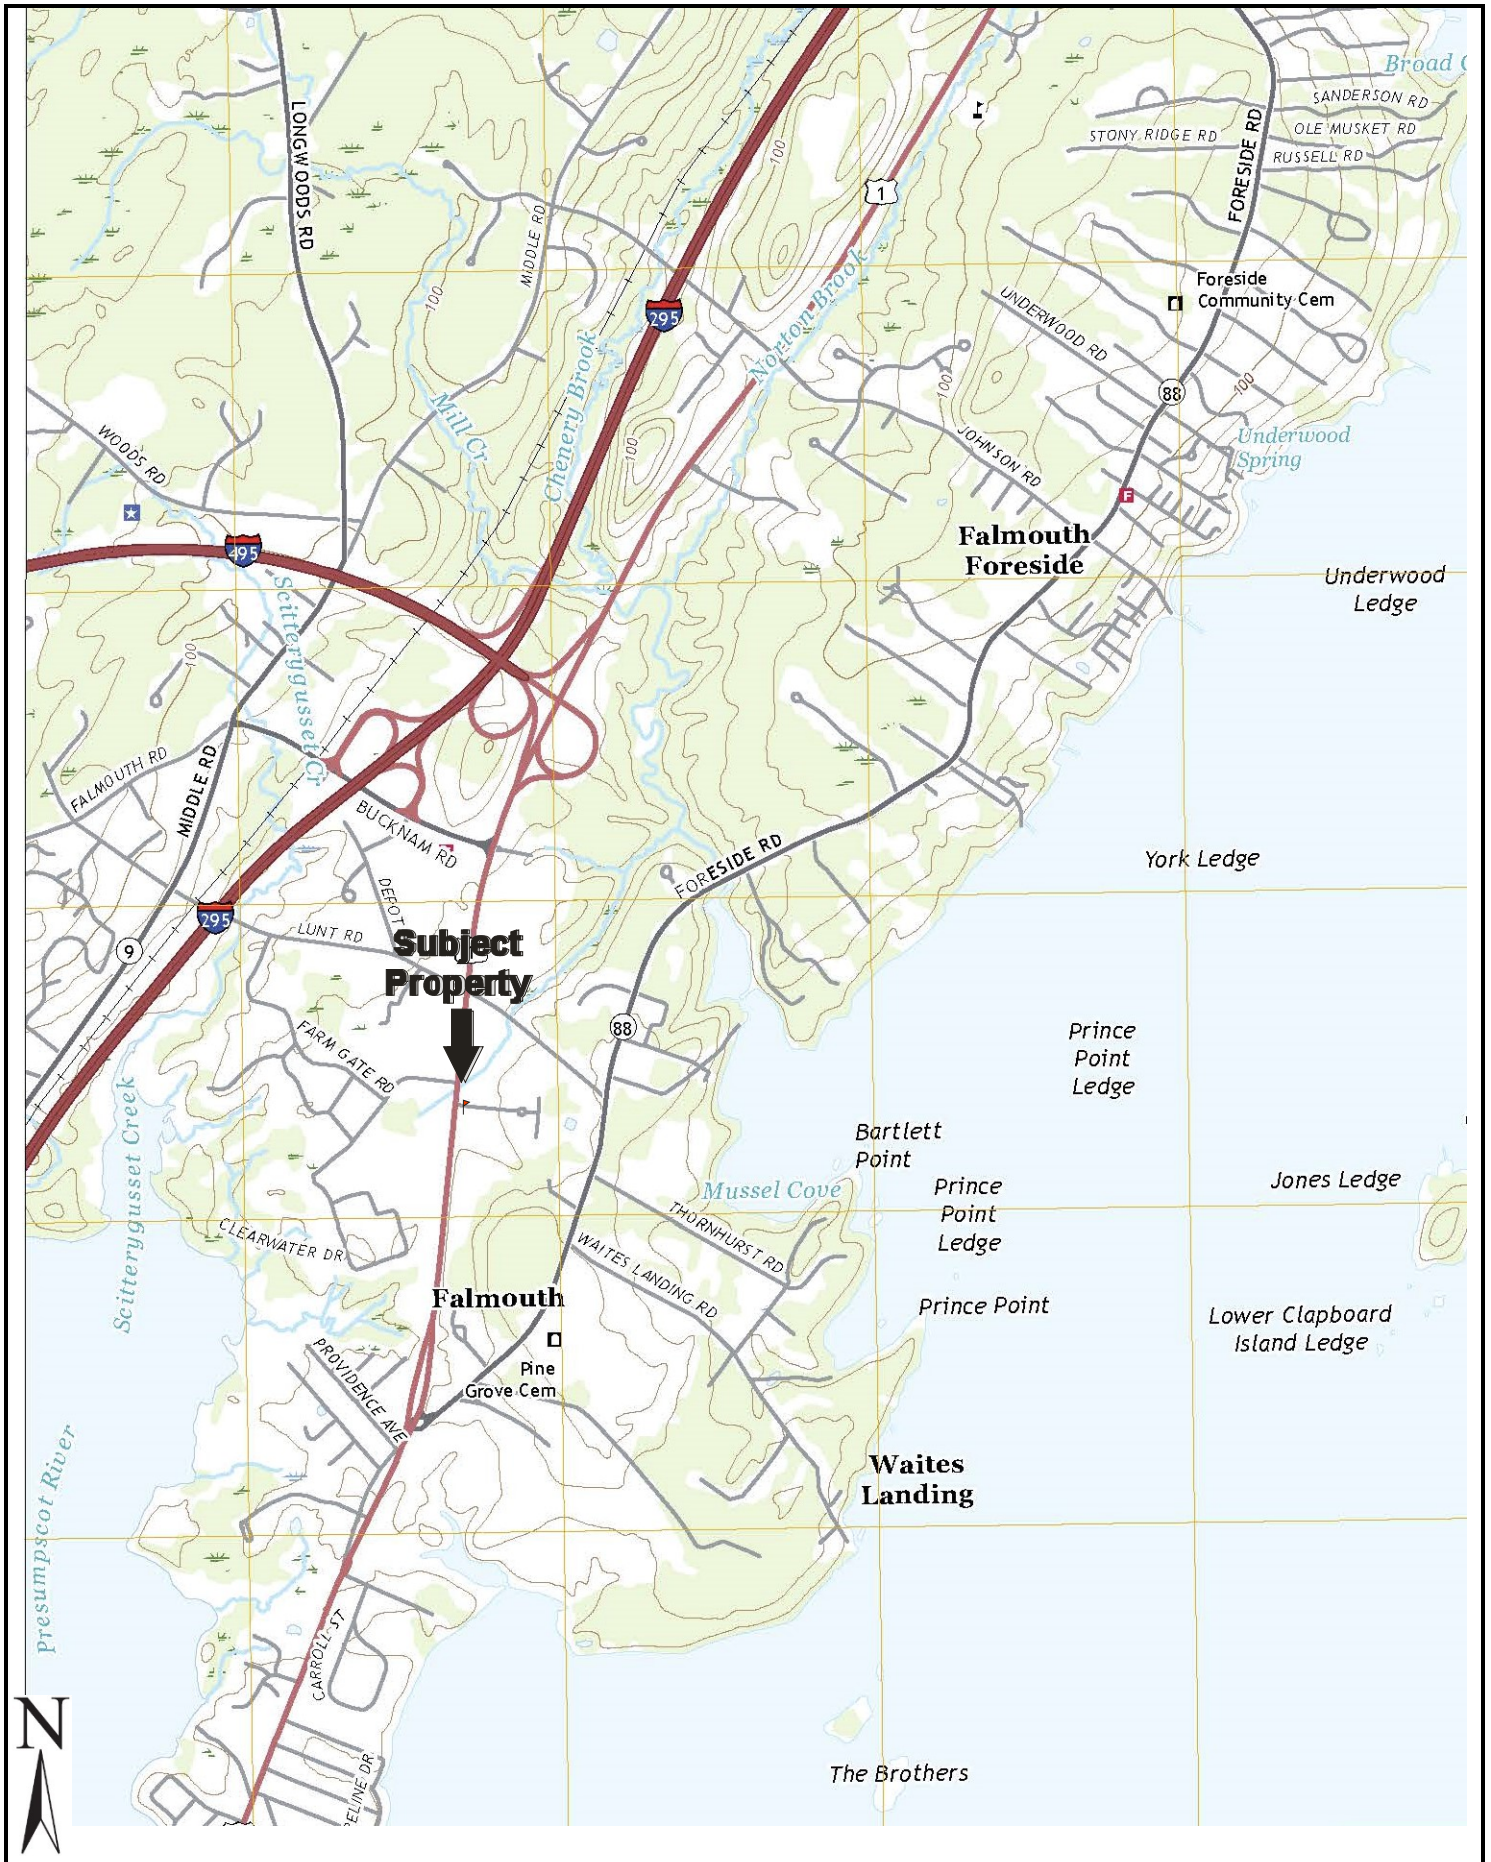 Broad C
SANDERSON RD
STONY RIDGE RD
OLE MUSKET RD
RUSSELL RD
FORESIDE RD
LONGWOODS RD
100
1
MIDDLE RD
100
Norton Brook
Foreside
Community Cem
UNDERWOOD RD
295
Chenery Brook
Mill Cr
100
88
100
100
JOHNSON RD
Underwood
Spring
WOODS RD
F
Falmouth
Foreside
495
Underwood
Ledge
Scitterygusset Cr
100
FALMOUTH RD
MIDDLE RD
BUCKNAM RD
FORESIDE RD
York Ledge
DEPOT
295
LUNT RD
9
Subject
Property
88
FARM GATE RD
Prince
Point
Ledge
Bartlett
Point
Scitterygusset Creek
Mussel Cove
Prince
Point
Ledge
Jones Ledge
THORNHURST RD
CLEARWATER DR
WAITES LANDING RD
Falmouth
Prince Point
Lower Clapboard
Island Ledge
PROVIDENCE AVE
Pine
Grove Cem
Presumpscot River
Waites
Landing
CARROLL ST
N
ELINE DR
The Brothers